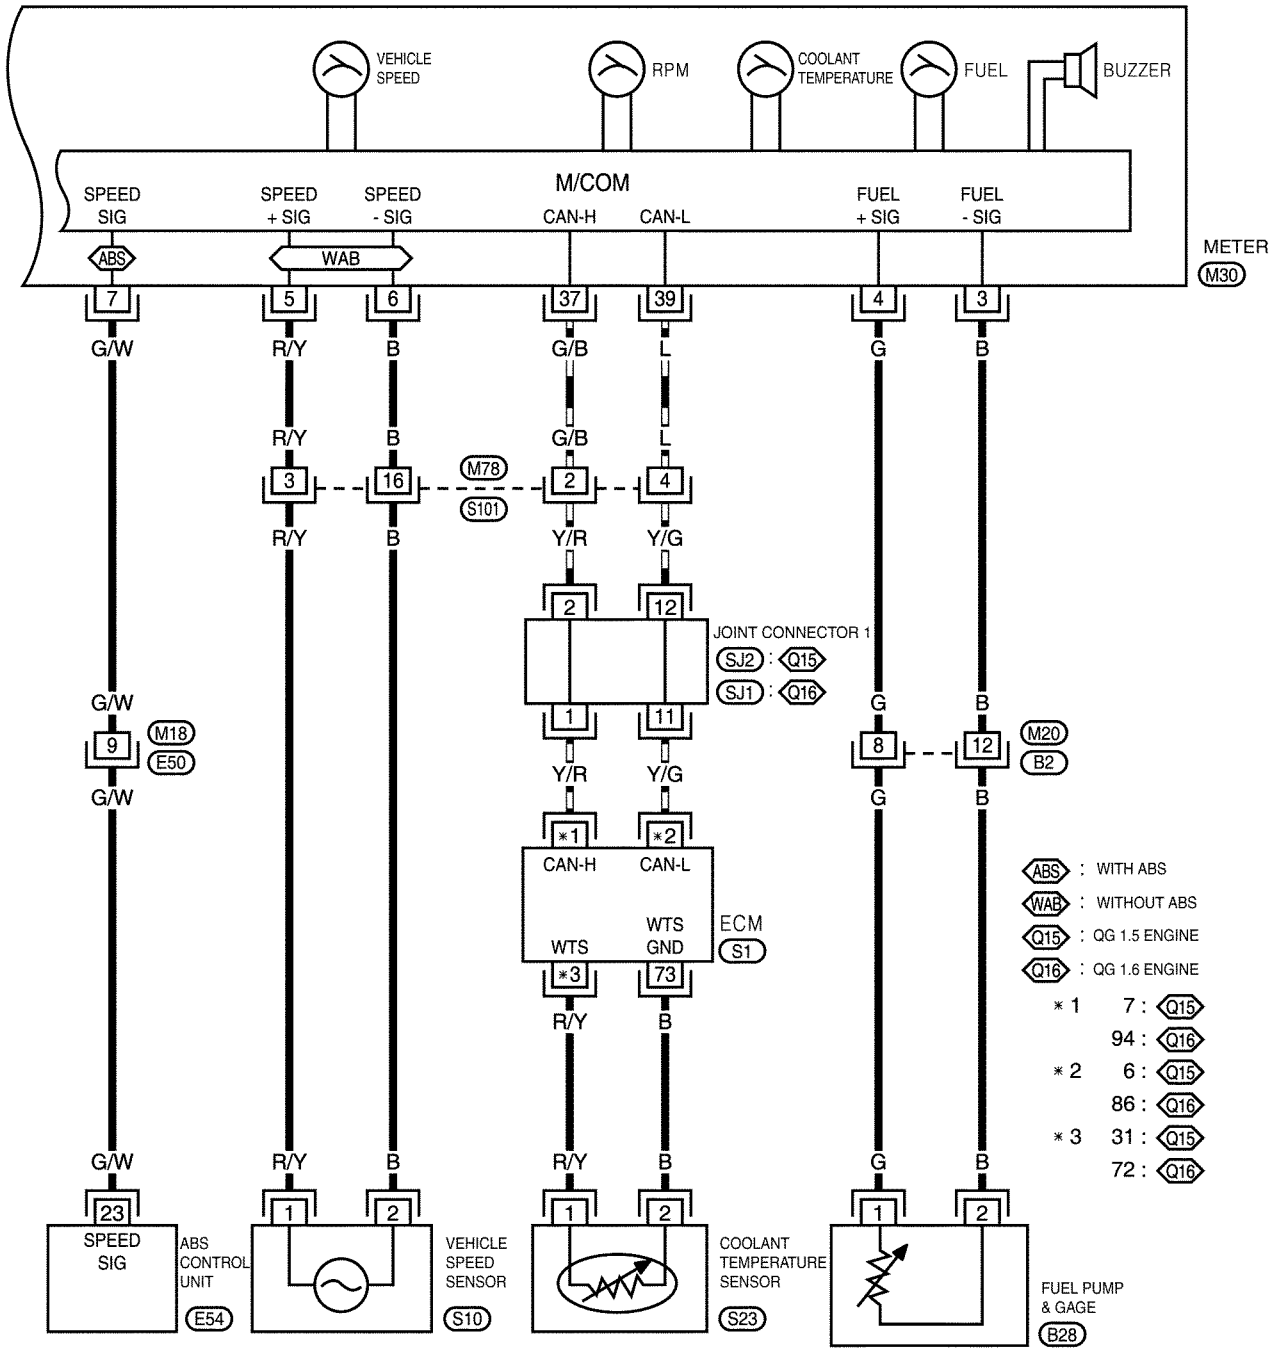 VEHICLE
SPEED
RPM
COOLANT
TEMPERATURE
FUEL
BUZZER
M/COM
SPEED
SIG
SPEED
+ SIG
SPEED
- SIG
CAN-H
CAN-L
FUEL
+ SIG
FUEL
- SIG
ABS
WAB
METER
M30
7
5
6
37
39
4
3
G/W
R/Y
B
G/B
L
G
B
R/Y
B
G/B
L
3
16
M78
S101
2
4
R/Y
B
Y/R
Y/G
2
12
JOINT CONNECTOR 1
SJ2 : Q15
SJ1 : Q16
1
11
G/W
G
B
9
M18
E50
8
12
M20
B2
G/W
Y/R
Y/G
G
B
*1
*2
CAN-H
CAN-L
WTS
WTS
GND
ECM
S1
*3
73
R/Y
B
ABS : WITH ABS
WAB : WITHOUT ABS
Q15 : QG 1.5 ENGINE
Q16 : QG 1.6 ENGINE
* 1 7 : Q15
94 : Q16
* 2 6 : Q15
86 : Q16
* 3 31 : Q15
72 : Q16
G/W
R/Y
B
R/Y
B
G
B
23
1
2
1
2
1
2
SPEED
SIG
ABS
CONTROL
UNIT
E54
VEHICLE
SPEED
SENSOR
S10
COOLANT
TEMPERATURE
SENSOR
S23
FUEL PUMP
& GAGE
B28